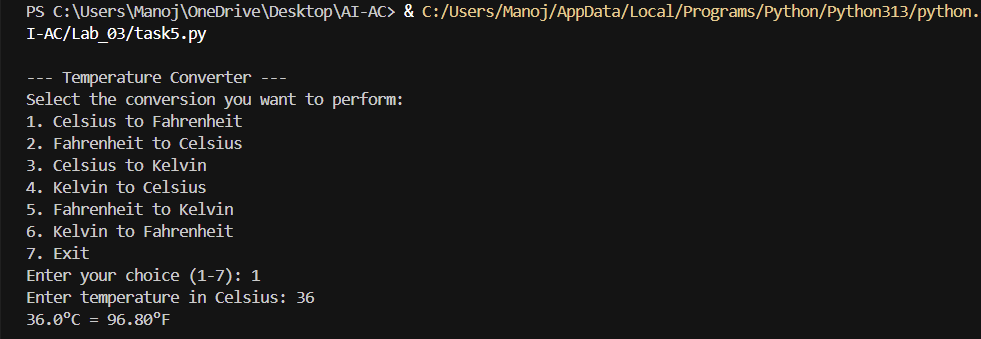 PS C:\Users\Manoj\OneDrive\Desktop\AI-AC> & C:/Users/Manoj/AppData/Local/Programs/Python/Python313/python.
I-AC/Lab_03/task5.py
--- Temperature Converter ---
Select the conversion you want to perform:
1. Celsius to Fahrenheit
2. Fahrenheit to Celsius
3. Celsius to Kelvin
4. Kelvin to Celsius
5. Fahrenheit to Kelvin
6. Kelvin to Fahrenheit
7. Exit
Enter your choice (1-7): 1
Enter temperature in Celsius: 36
36.0°C = 96.80°F